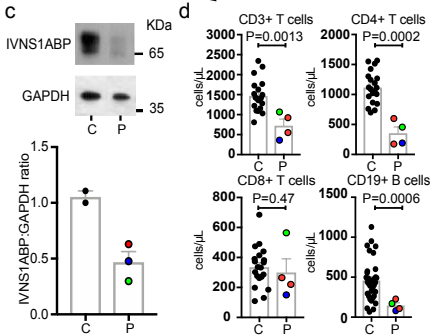 c
KDa
IVNS1ABP
65
GAPDH
35
C P
IVNS1ABP:GAPDH ratio
1.5
1.0
0.5
0.0
C P
d
CD3+ T cells
P=0.0013
cells/µL
3000
2500
2000
1500
1000
500
0
C P
CD4+ T cells
P=0.0002
cells/µL
2000
1500
1000
500
0
C P
CD8+ T cells
P=0.47
cells/µL
800
600
400
200
0
C P
CD19+ B cells
P=0.0006
cells/µL
1500
1000
500
0
C P